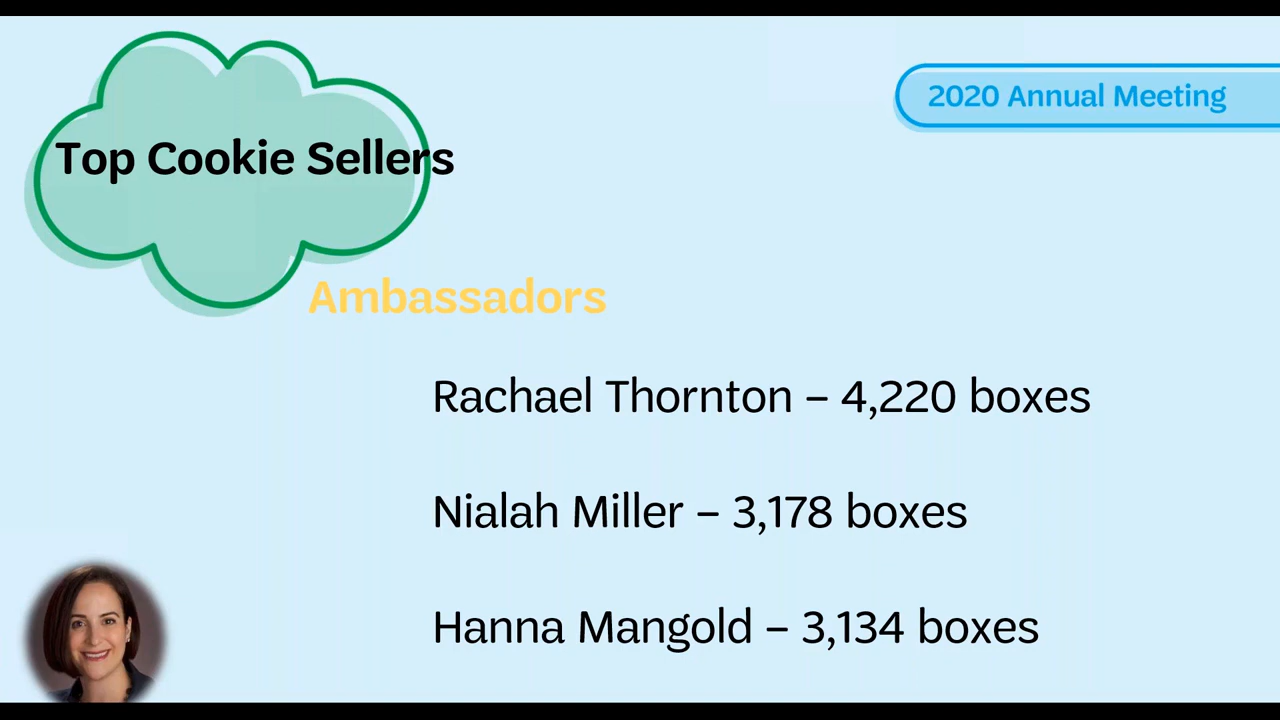 2020 Annual Meeting
Top Cookie Sellers
Ambassadors
Rachael Thornton – 4,220 boxes
Nialah Miller – 3,178 boxes
Hanna Mangold – 3,134 boxes